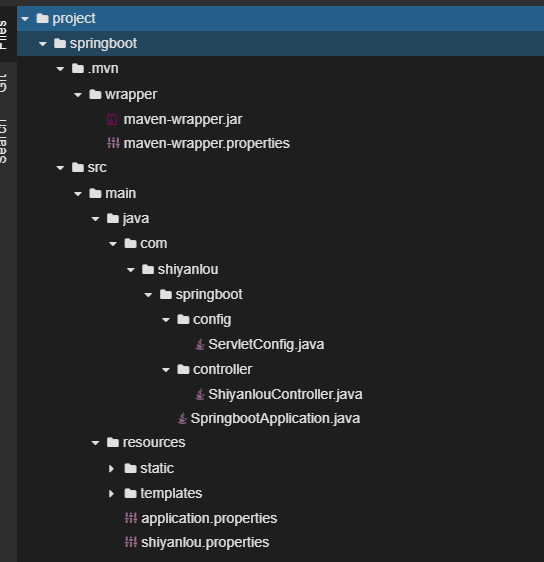 Files
Git
Search
project
springboot
.mvn
wrapper
maven-wrapper.jar
maven-wrapper.properties
src
main
java
com
shiyanlou
springboot
config
ServletConfig.java
controller
ShiyanlouController.java
SpringbootApplication.java
resources
static
templates
application.properties
shiyanlou.properties